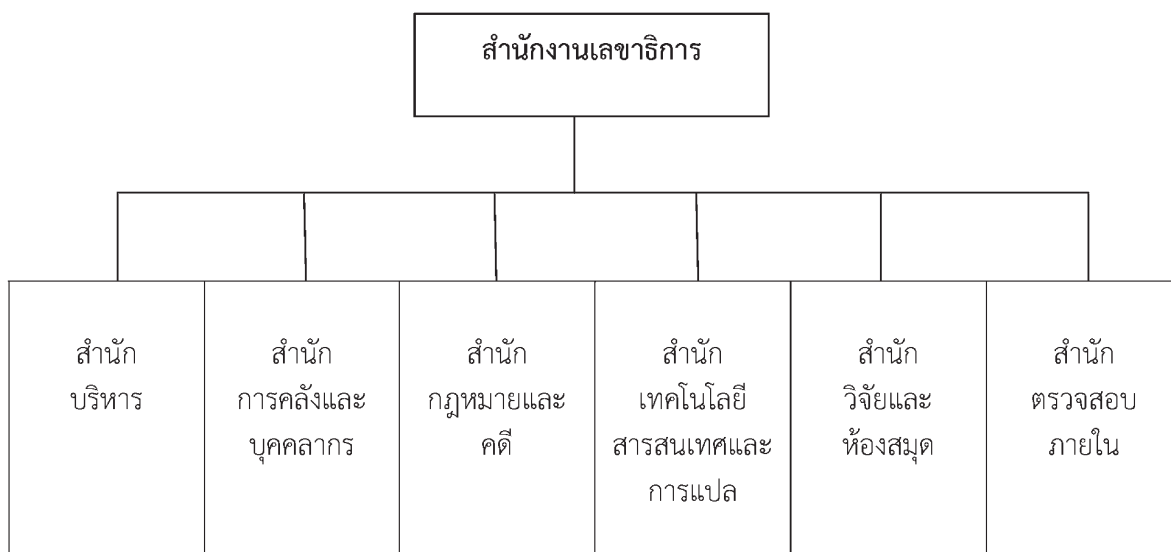 สำนักงานเลขาธิการ
สำนัก
บริหาร
สำนัก
การคลังและ
บุคคลากร
สำนัก
กฎหมายและ
คดี
สำนัก
เทคโนโลยี
สารสนเทศและ
การแปล
สำนัก
วิจัยและ
ห้องสมุด
สำนัก
ตรวจสอบ
ภายใน